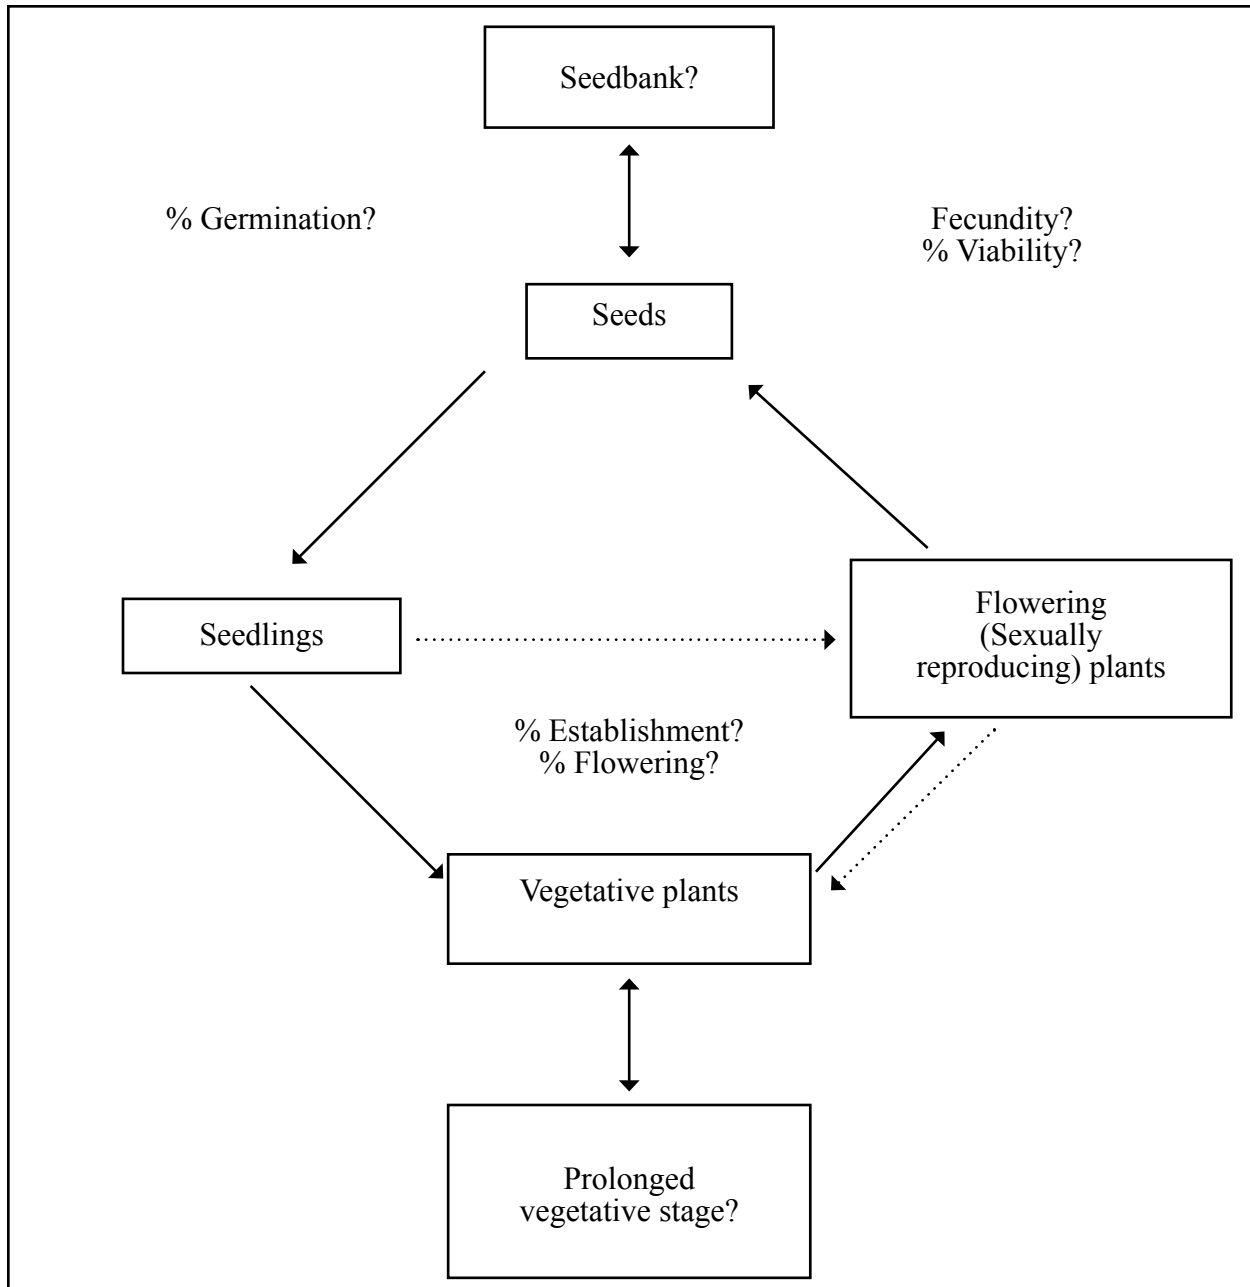 Seedbank?
% Germination?
Fecundity?
% Viability?
Seeds
Seedlings
Flowering
(Sexually
reproducing) plants
% Establishment?
% Flowering?
Vegetative plants
Prolonged
vegetative stage?